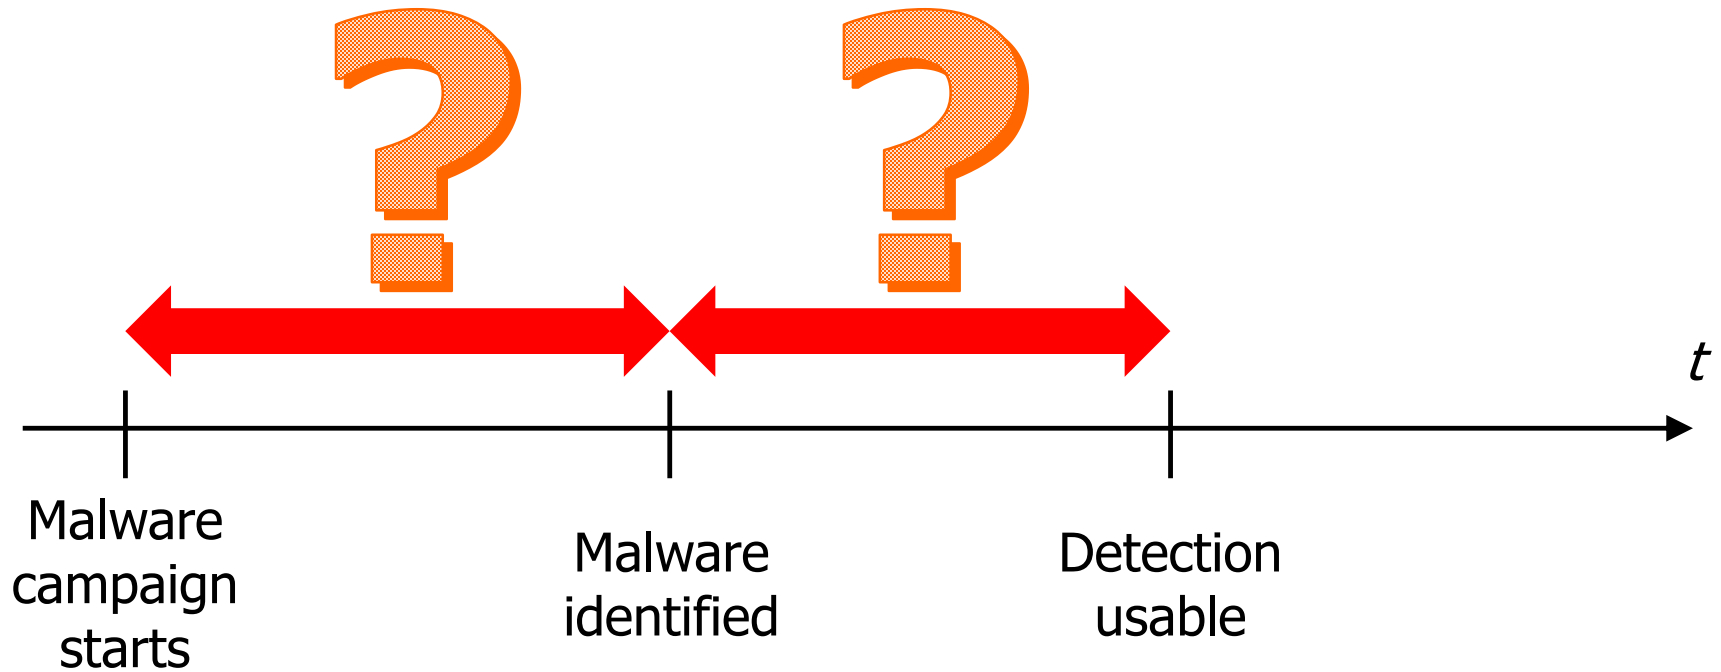 ?
?
t
Malware
campaign
starts
Malware
identified
Detection
usable